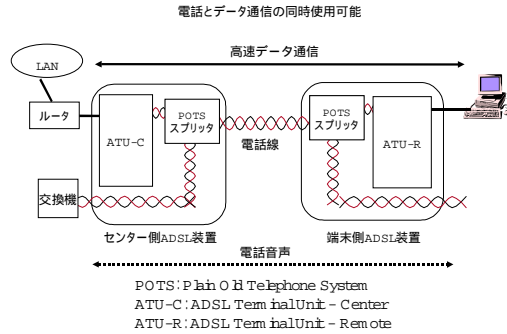 電話とデータ通信の同時使用可能
高速データ通信
LAN
ルータ
ATU-C
POTS
スプリッタ
電話線
POTS
スプリッタ
ATU-R
交換機
センター側ADSL装置
端末側ADSL装置
電話音声
POTS:Plain Old Telephone System
ATU-C:ADSL Terminal Unit - Center
ATU-R:ADSL Terminal Unit - Remote